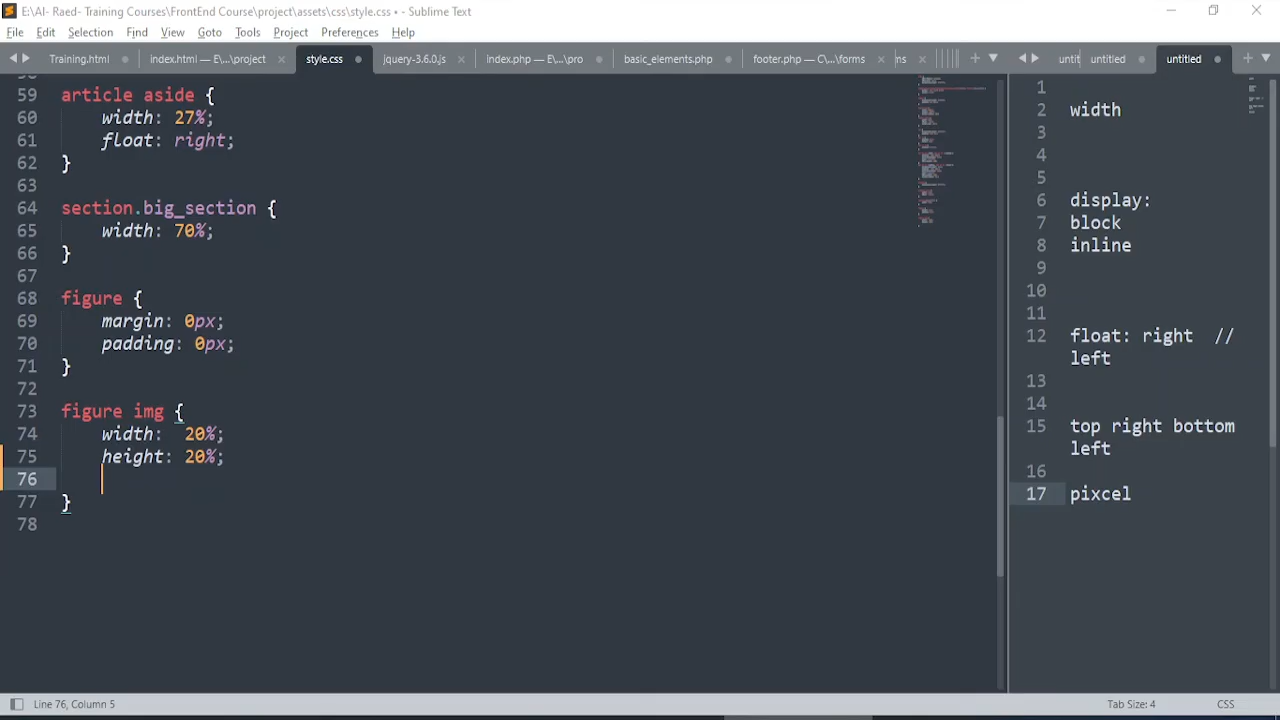 E:\AI- Raed- Training Courses\FrontEnd Course\project\assets\css\style.css • - Sublime Text
File Edit Selection Find View Goto Tools Project Preferences Help
Training.html index.html — E\...\project style.css jquery-3.6.0.js index.php — E\...\pro basic_elements.php footer.php — C\...\forms ns untit untitled untitled
59 article aside {
60 width: 27%;
61 float: right;
62 }
63
64 section.big_section {
65 width: 70%;
66 }
67
68 figure {
69 margin: 0px;
70 padding: 0px;
71 }
72
73 figure img {
74 width:  20%;
75 height: 20%;
76
77 }
78
1
2 width
3
4
5
6 display:
7 block
8 inline
9
10
11
12 float: right  //
left
13
14
15 top right bottom
left
16
17 pixcel
Line 76, Column 5 Tab Size: 4 CSS